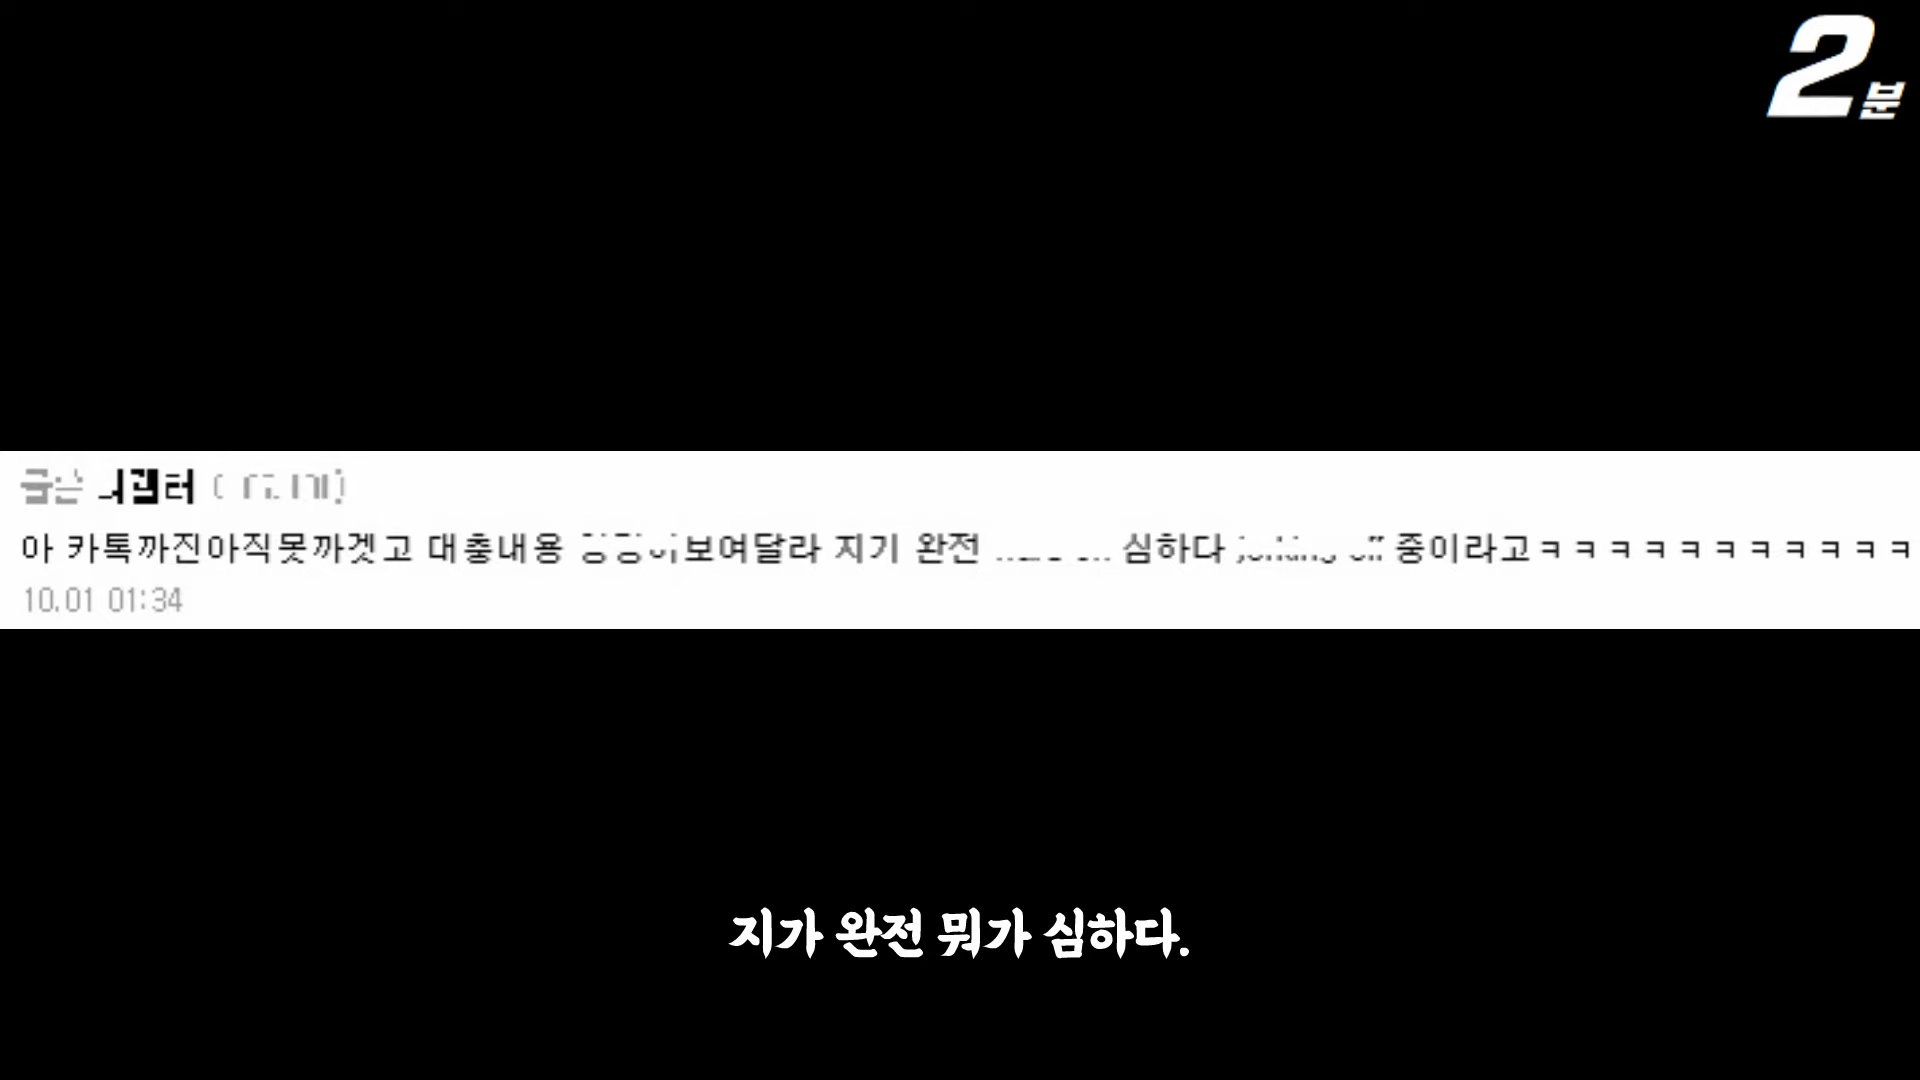 2분
아 카톡까진아직못까겟고 대충내용 보여달라 지기 완전 심하다 중이라고ㅋㅋㅋㅋㅋㅋㅋㅋㅋㅋㅋ
10.01 01:34
지가 완전 뭐가 심하다.